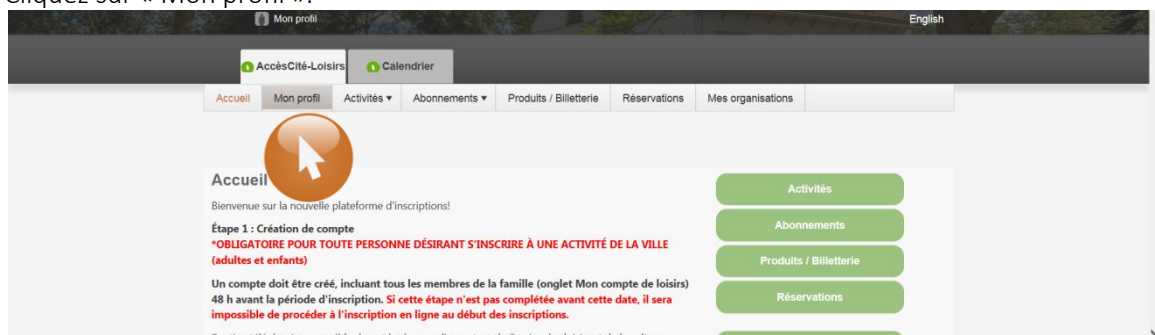 Cliquez sur « Mon profil ».
Mon profil English
AccèsCité-Loisirs Calendrier
Accueil Mon profil Activités ▾ Abonnements ▾ Produits / Billetterie Réservations Mes organisations
Accueil
Bienvenue sur la nouvelle plateforme d'inscriptions!
Étape 1 : Création de compte
*OBLIGATOIRE POUR TOUTE PERSONNE DÉSIRANT S'INSCRIRE À UNE ACTIVITÉ DE LA VILLE
(adultes et enfants)
Un compte doit être créé, incluant tous les membres de la famille (onglet Mon compte de loisirs)
48 h avant la période d'inscription. Si cette étape n'est pas complétée avant cette date, il sera
impossible de procéder à l'inscription en ligne au début des inscriptions.
Activités
Abonnements
Produits / Billetterie
Réservations